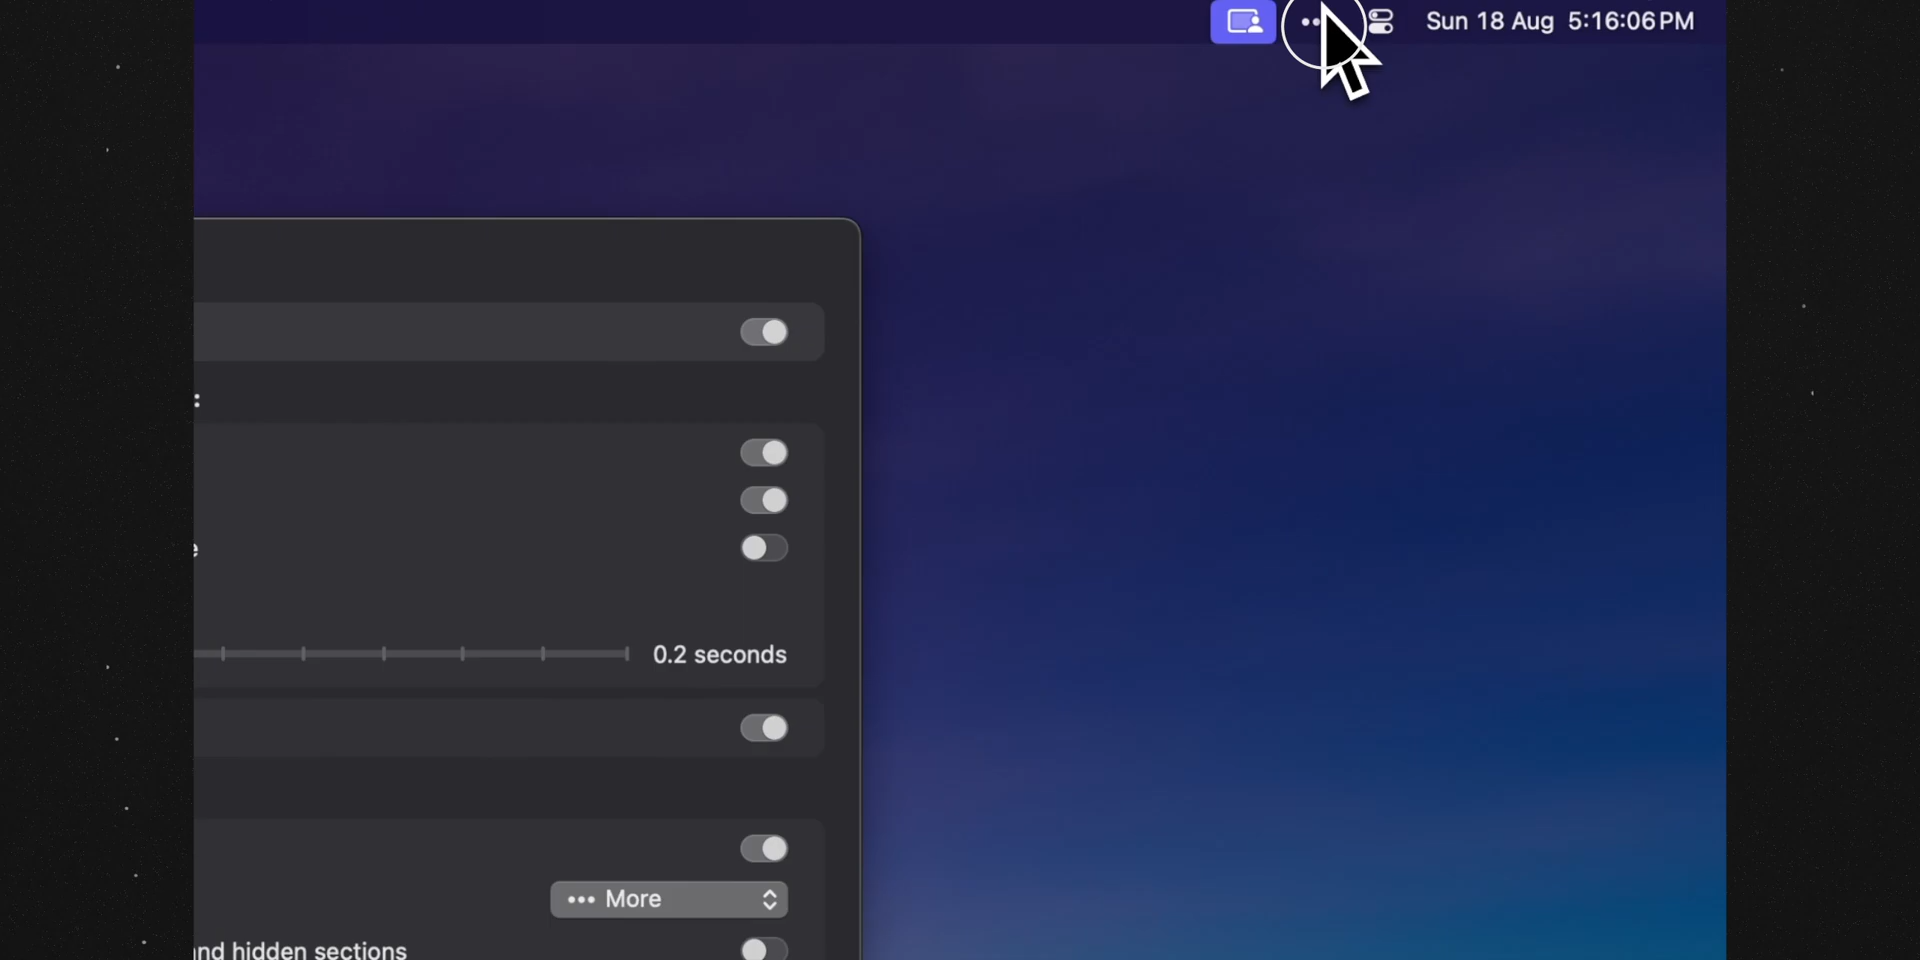 Sun 18 Aug 5:16:06 PM
:
0.2 seconds
••• More
nd hidden sections